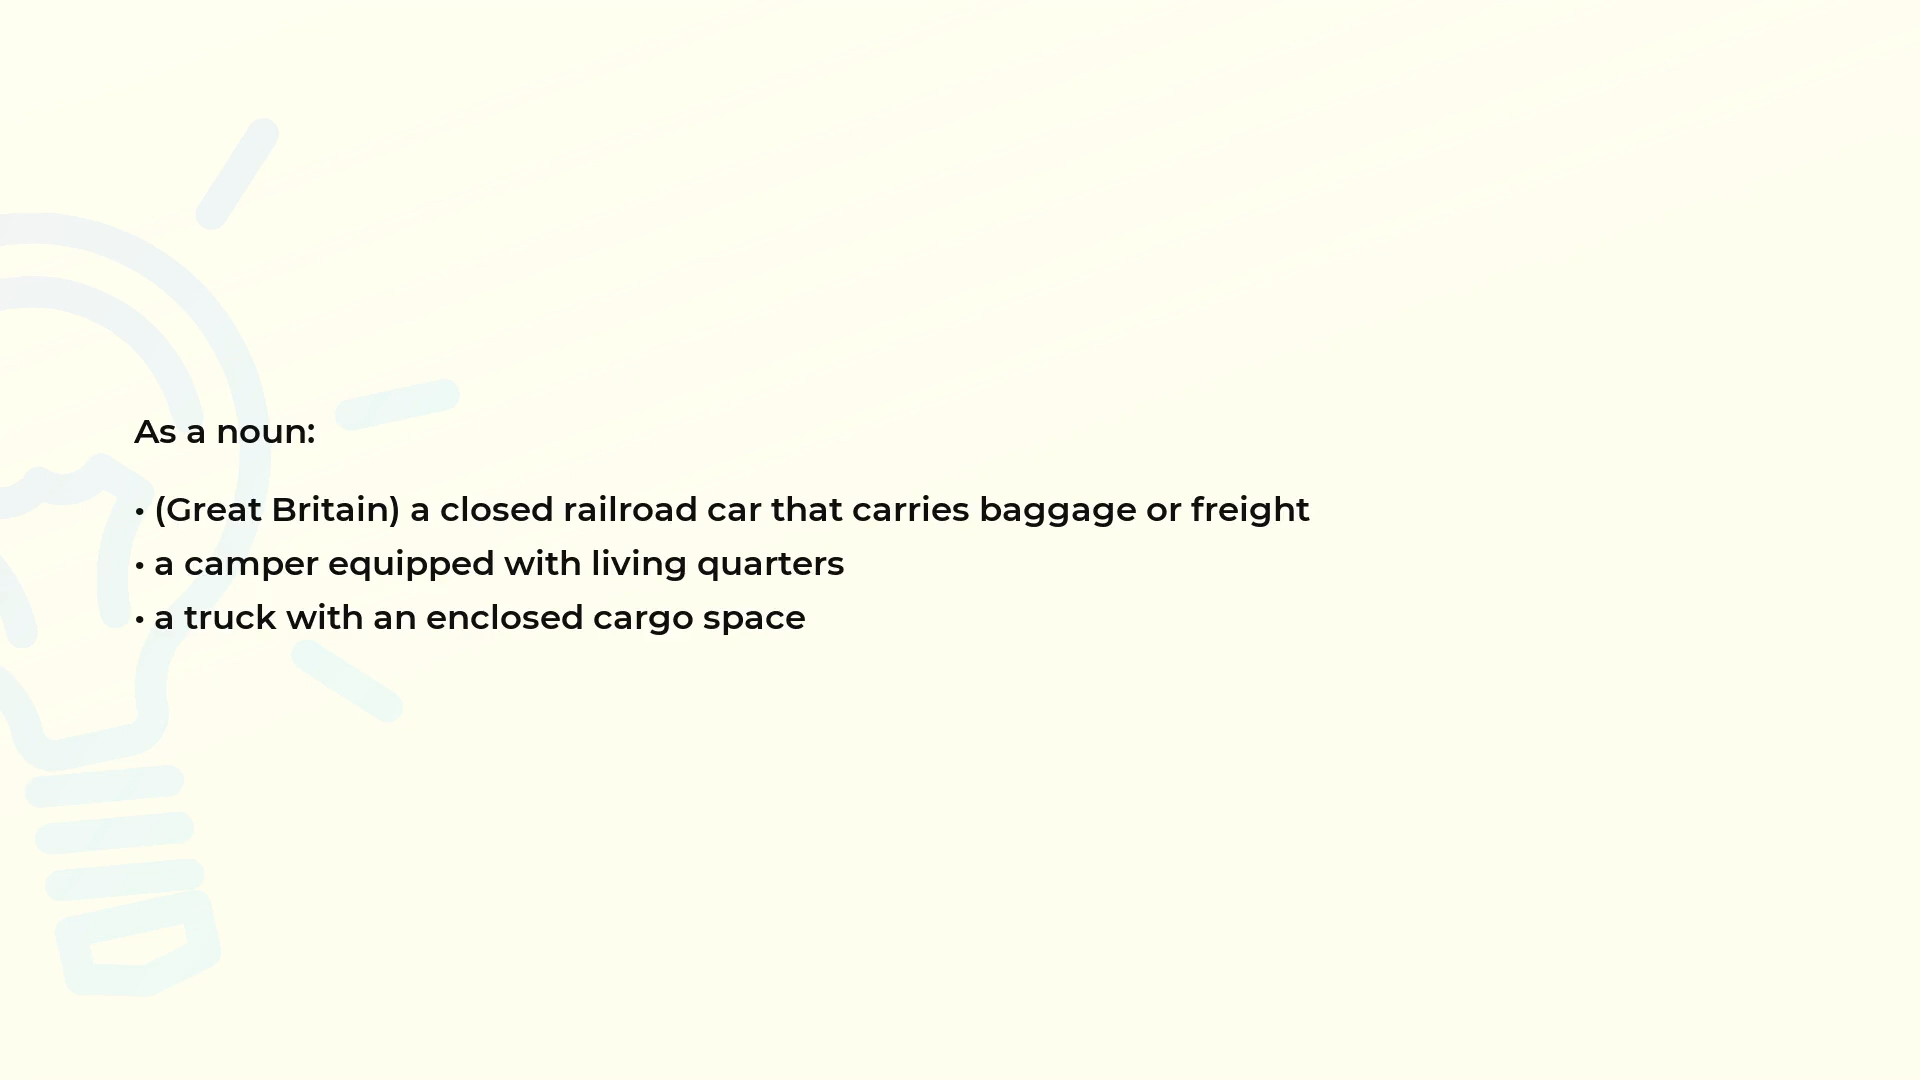 As a noun:
• (Great Britain) a closed railroad car that carries baggage or freight
• a camper equipped with living quarters
• a truck with an enclosed cargo space